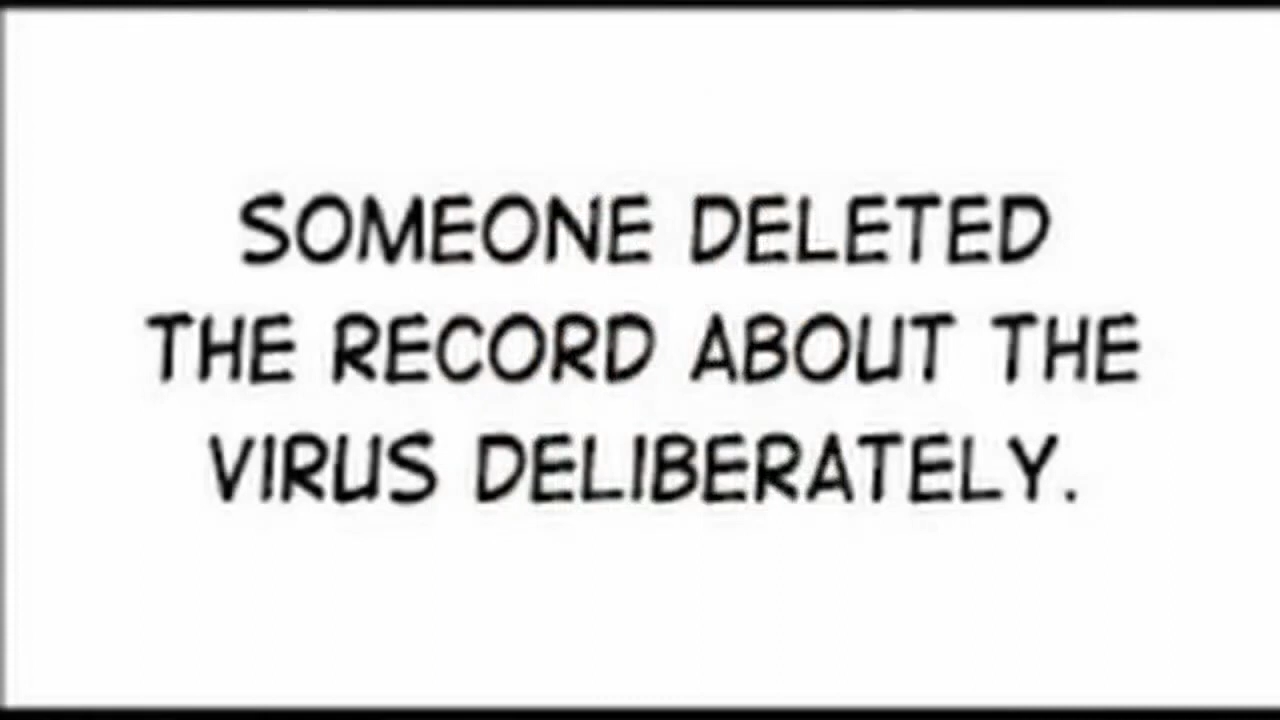 SOMEONE DELETED
THE RECORD ABOUT THE
VIRUS DELIBERATELY.